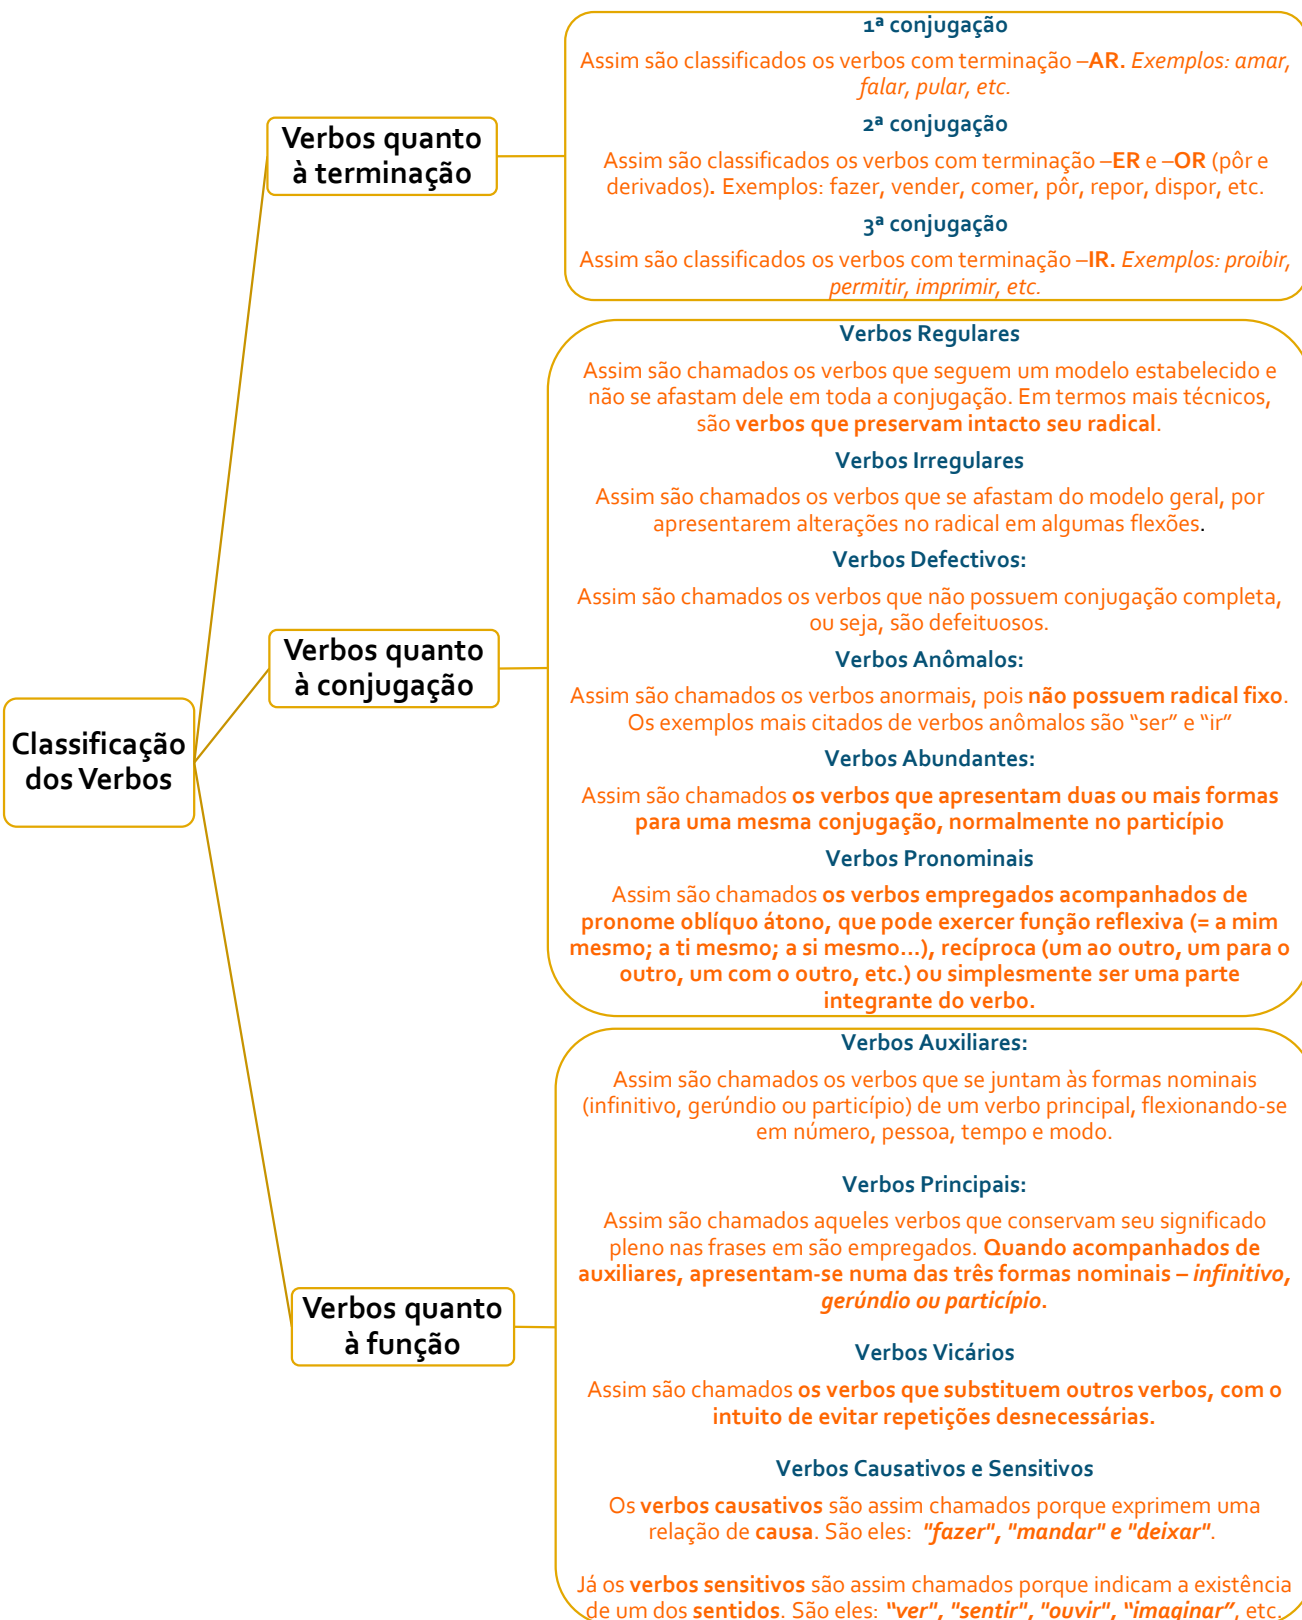 1ª conjugação
Assim são classificados os verbos com terminação –AR. Exemplos: amar,
falar, pular, etc.
2ª conjugação
Assim são classificados os verbos com terminação –ER e –OR (pôr e
derivados). Exemplos: fazer, vender, comer, pôr, repor, dispor, etc.
3ª conjugação
Assim são classificados os verbos com terminação –IR. Exemplos: proibir,
permitir, imprimir, etc.
Verbos quanto
à terminação
Verbos Regulares
Assim são chamados os verbos que seguem um modelo estabelecido e
não se afastam dele em toda a conjugação. Em termos mais técnicos,
são verbos que preservam intacto seu radical.
Verbos Irregulares
Assim são chamados os verbos que se afastam do modelo geral, por
apresentarem alterações no radical em algumas flexões.
Verbos Defectivos:
Assim são chamados os verbos que não possuem conjugação completa,
ou seja, são defeituosos.
Verbos Anômalos:
Assim são chamados os verbos anormais, pois não possuem radical fixo.
Os exemplos mais citados de verbos anômalos são “ser” e “ir”
Verbos Abundantes:
Assim são chamados os verbos que apresentam duas ou mais formas
para uma mesma conjugação, normalmente no particípio
Verbos Pronominais
Assim são chamados os verbos empregados acompanhados de
pronome oblíquo átono, que pode exercer função reflexiva (= a mim
mesmo; a ti mesmo; a si mesmo...), recíproca (um ao outro, um para o
outro, um com o outro, etc.) ou simplesmente ser uma parte
integrante do verbo.
Verbos quanto
à conjugação
Classificação
dos Verbos
Verbos Auxiliares:
Assim são chamados os verbos que se juntam às formas nominais
(infinitivo, gerúndio ou particípio) de um verbo principal, flexionando-se
em número, pessoa, tempo e modo.
Verbos Principais:
Assim são chamados aqueles verbos que conservam seu significado
pleno nas frases em são empregados. Quando acompanhados de
auxiliares, apresentam-se numa das três formas nominais – infinitivo,
gerúndio ou particípio.
Verbos quanto
à função
Verbos Vicários
Assim são chamados os verbos que substituem outros verbos, com o
intuito de evitar repetições desnecessárias.
Verbos Causativos e Sensitivos
Os verbos causativos são assim chamados porque exprimem uma
relação de causa. São eles: "fazer", "mandar" e "deixar".
Já os verbos sensitivos são assim chamados porque indicam a existência
de um dos sentidos. São eles: “ver", "sentir", "ouvir", “imaginar”, etc.